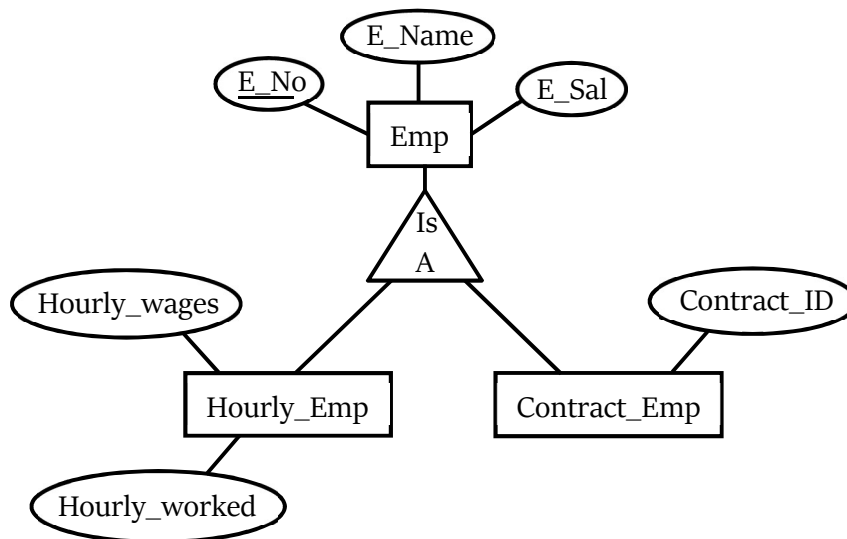 E_Name
E_No
E_Sal
Emp
Is
A
Hourly_wages
Contract_ID
Hourly_Emp
Contract_Emp
Hourly_worked